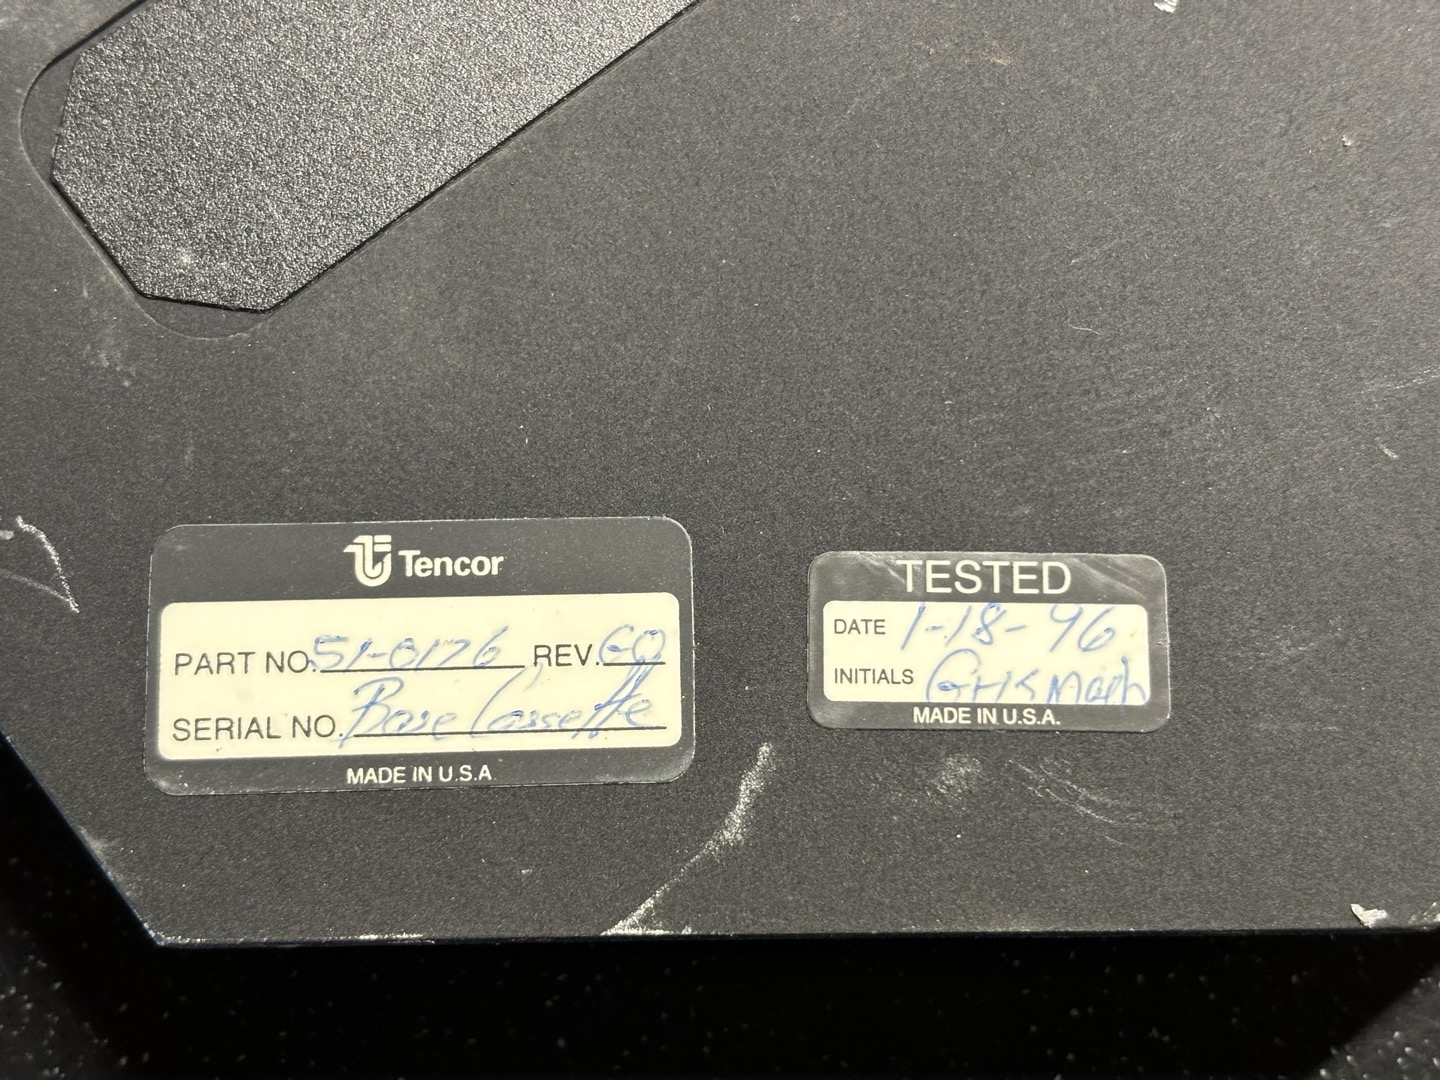 Tencor
PART NO. 51-0176 REV. GO
SERIAL NO. Base Cassette
MADE IN U.S.A
TESTED
DATE 1-18-96
INITIALS
MADE IN U.S.A.